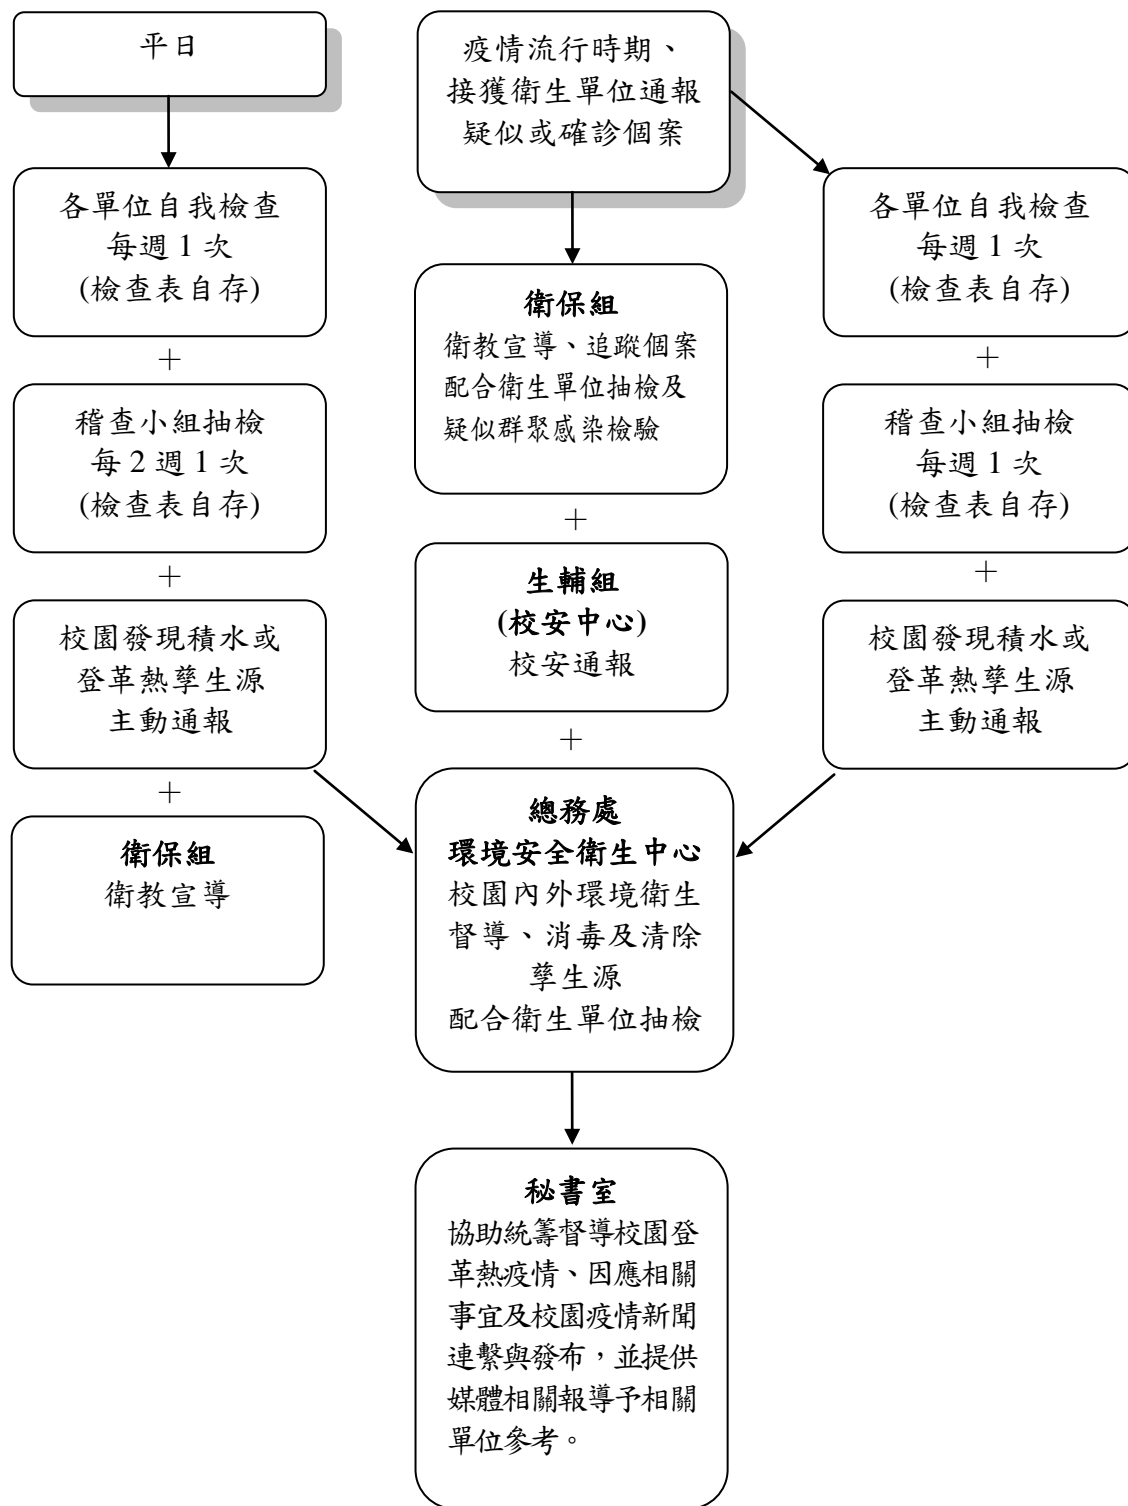 平日
各單位自我檢查
每週 1 次
(檢查表自存)
＋
稽查小組抽檢
每 2 週 1 次
(檢查表自存)
＋
校園發現積水或
登革熱孳生源
主動通報
＋
衛保組
衛教宣導
疫情流行時期、
接獲衛生單位通報
疑似或確診個案
衛保組
衛教宣導、追蹤個案
配合衛生單位抽檢及
疑似群聚感染檢驗
＋
生輔組
(校安中心)
校安通報
＋
總務處
環境安全衛生中心
校園內外環境衛生
督導、消毒及清除
孳生源
配合衛生單位抽檢
秘書室
協助統籌督導校園登
革熱疫情、因應相關
事宜及校園疫情新聞
連繫與發布，並提供
媒體相關報導予相關
單位參考。
各單位自我檢查
每週 1 次
(檢查表自存)
＋
稽查小組抽檢
每週 1 次
(檢查表自存)
＋
校園發現積水或
登革熱孳生源
主動通報